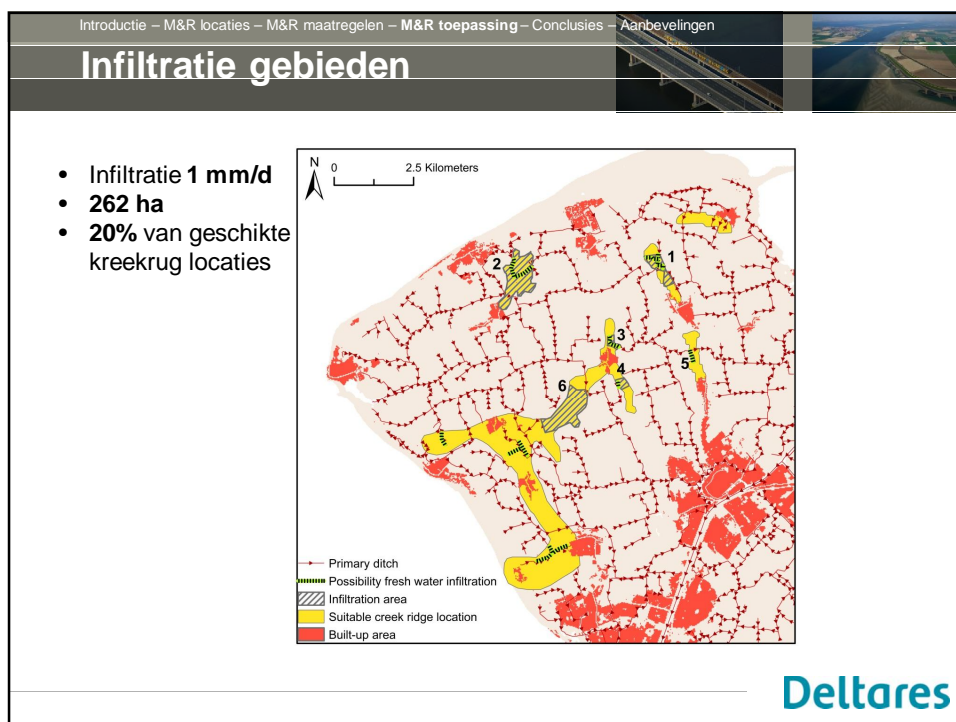 Introductie – M&R locaties – M&R maatregelen – M&R toepassing – Conclusies – Aanbevelingen
Infiltratie gebieden
• Infiltratie 1 mm/d
• 262 ha
• 20% van geschikte
kreekrug locaties
N
0 2.5 Kilometers
1
2
3
4
5
6
Primary ditch
Possibility fresh water infiltration
Infiltration area
Suitable creek ridge location
Built-up area
Deltares